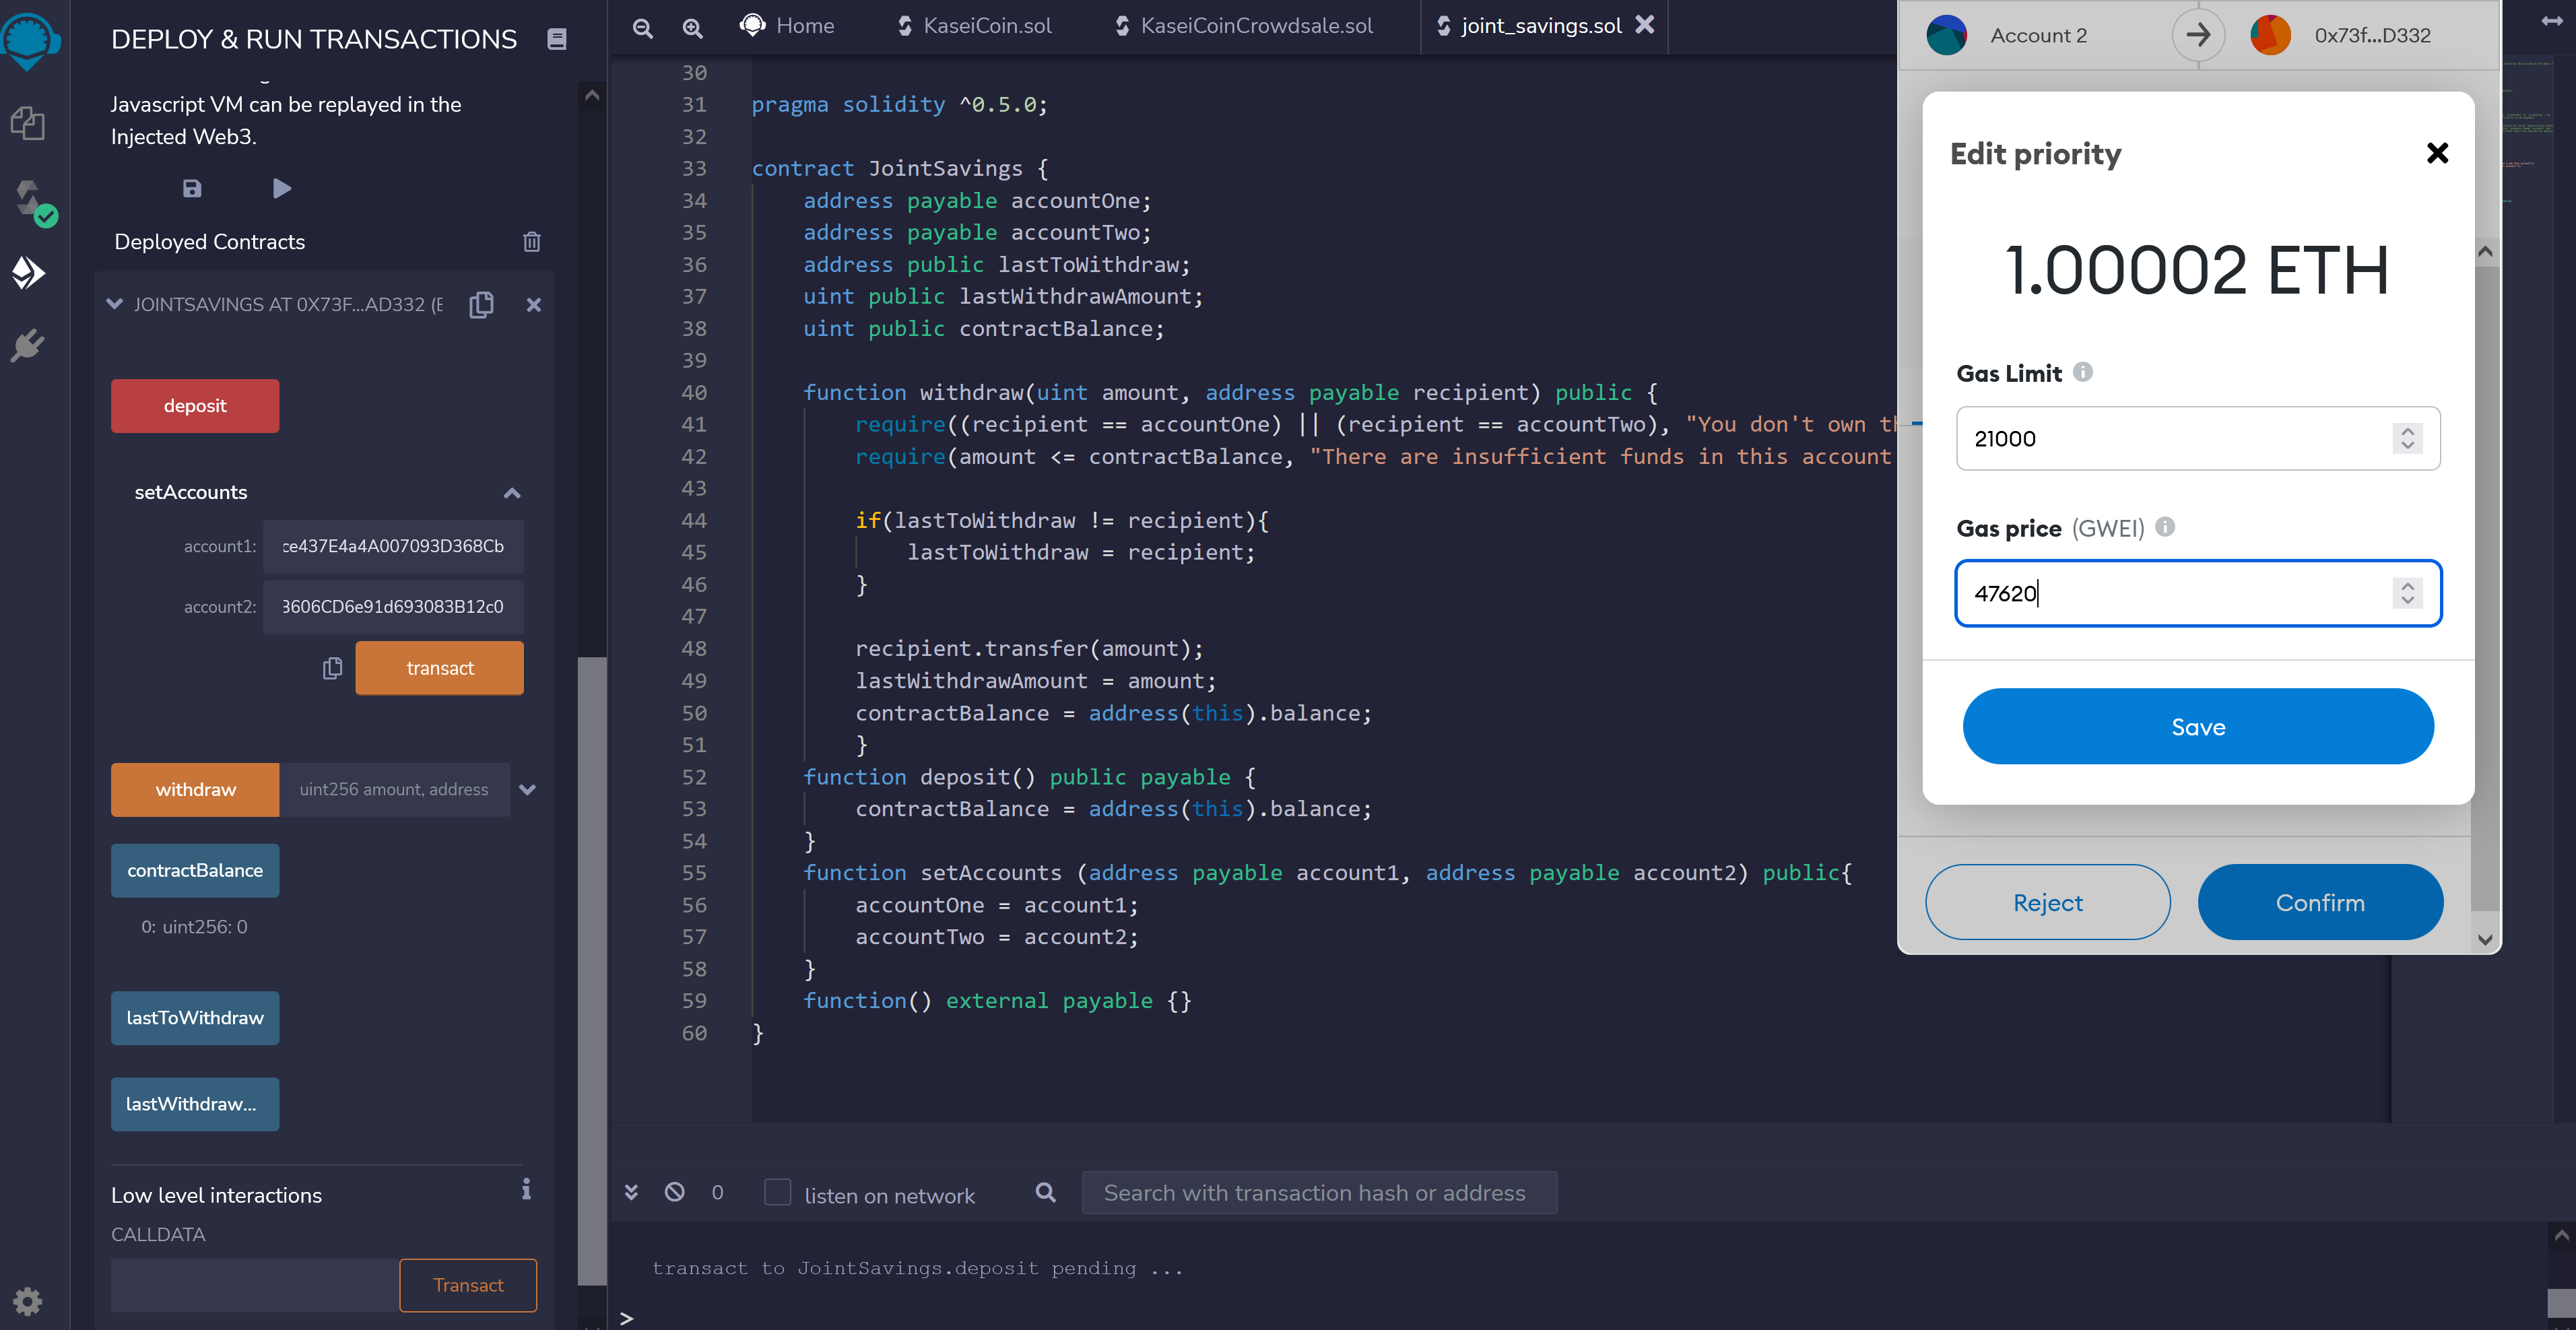 DEPLOY & RUN TRANSACTIONS
Javascript VM can be replayed in the
Injected Web3.
Deployed Contracts
JOINTSAVINGS AT 0X73F...AD332 (E
deposit
setAccounts
account1: ce437E4a4A007093D368Cb
account2: 3606CD6e91d693083B12c0
transact
withdraw uint256 amount, address
contractBalance
0: uint256: 0
lastToWithdraw
lastWithdraw...
Low level interactions
CALLDATA
Transact
Home KaseiCoin.sol KaseiCoinCrowdsale.sol joint_savings.sol
30
31 pragma solidity ^0.5.0;
32
33 contract JointSavings {
34 address payable accountOne;
35 address payable accountTwo;
36 address public lastToWithdraw;
37 uint public lastWithdrawAmount;
38 uint public contractBalance;
39
40 function withdraw(uint amount, address payable recipient) public {
41 require((recipient == accountOne) || (recipient == accountTwo), "You don't own th
42 require(amount <= contractBalance, "There are insufficient funds in this account
43
44 if(lastToWithdraw != recipient){
45 lastToWithdraw = recipient;
46 }
47
48 recipient.transfer(amount);
49 lastWithdrawAmount = amount;
50 contractBalance = address(this).balance;
51 }
52 function deposit() public payable {
53 contractBalance = address(this).balance;
54 }
55 function setAccounts (address payable account1, address payable account2) public{
56 accountOne = account1;
57 accountTwo = account2;
58 }
59 function() external payable {}
60 }
0 listen on network Search with transaction hash or address
transact to JointSavings.deposit pending ...
>
Account 2 0x73f...D332
Edit priority
1.00002 ETH
Gas Limit
21000
Gas price (GWEI)
47620
Save
Reject Confirm